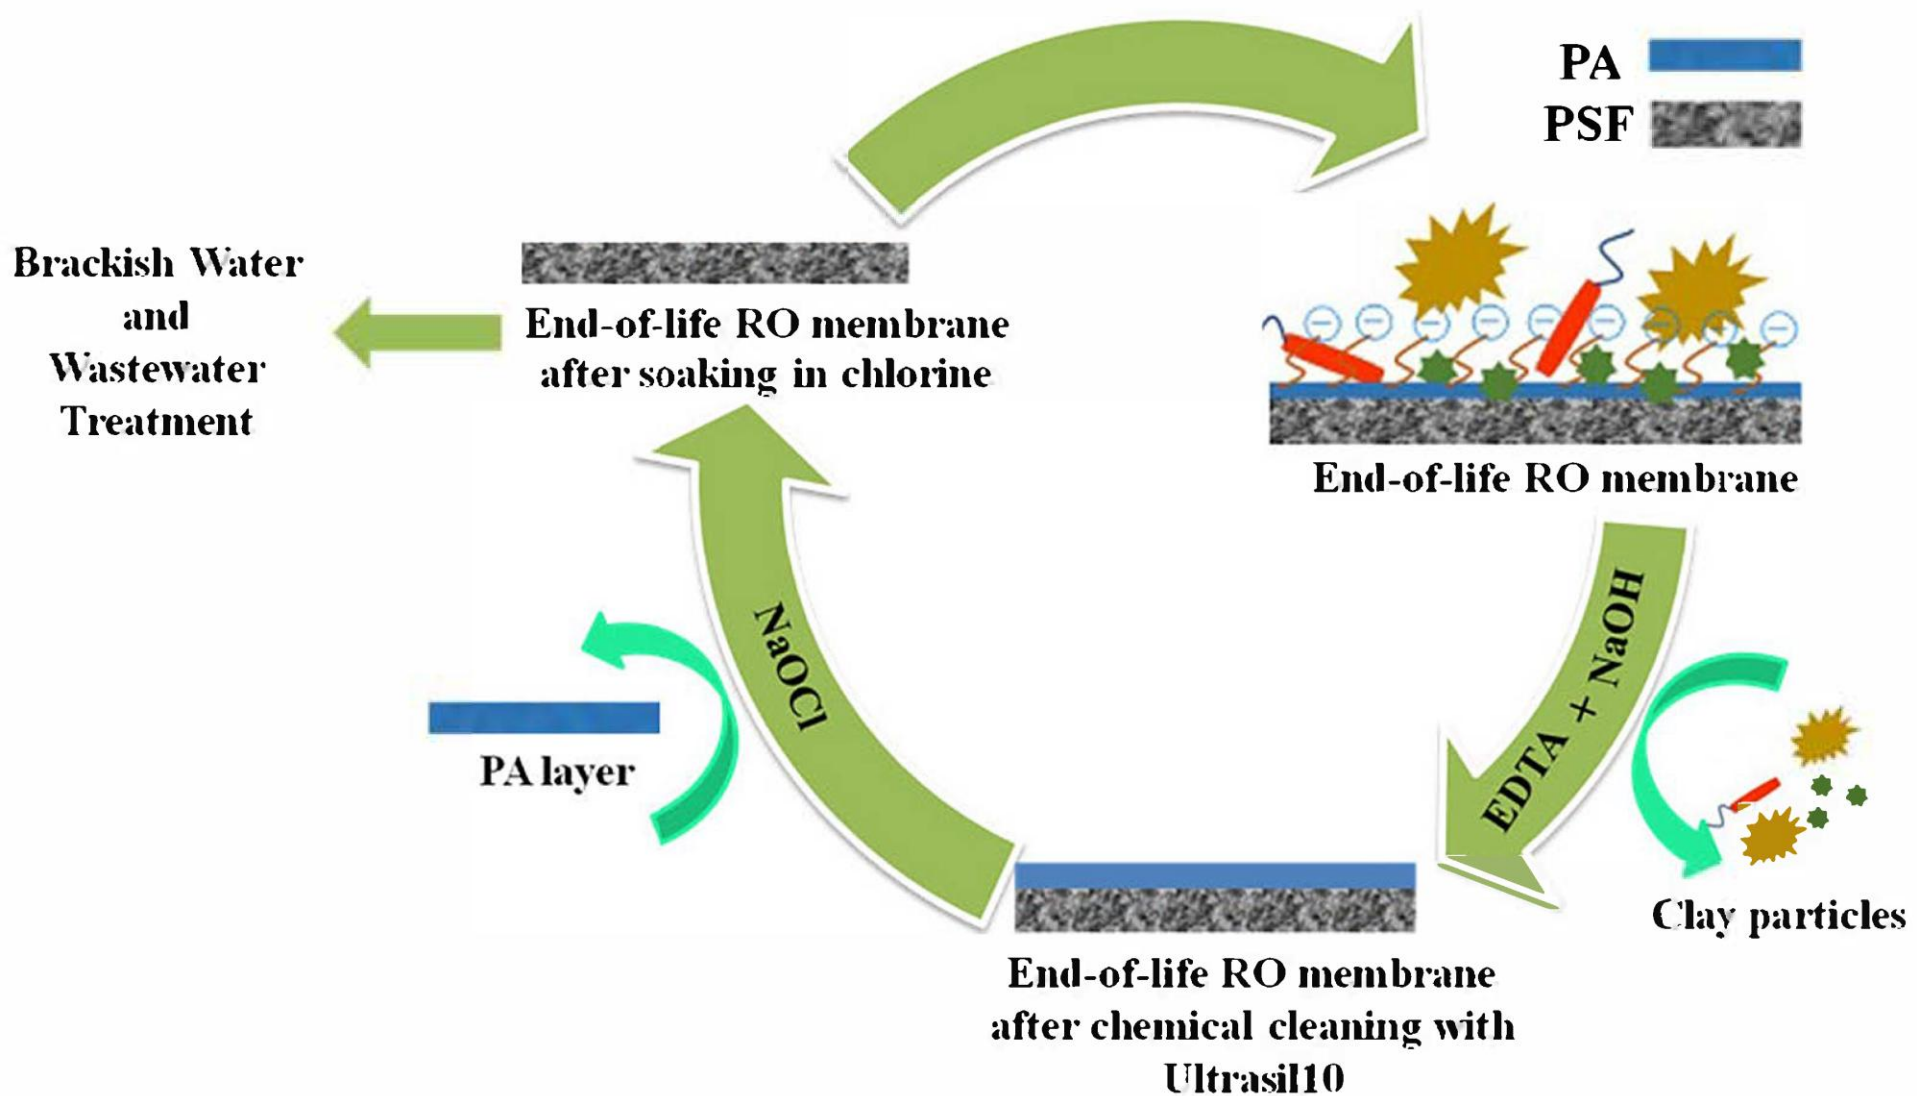 PA
PSF
Brackish Water
and
Wastewater
Treatment
End-of-life RO membrane
after soaking in chlorine
End-of-life RO membrane
NaOCl
EDTA + NaOH
PA layer
Clay particles
End-of-life RO membrane
after chemical cleaning with
Ultrasil10